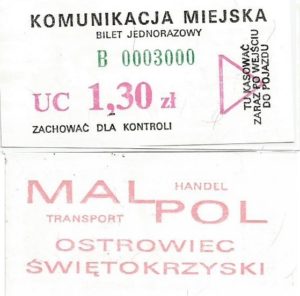 KOMUNIKACJA MIEJSKA
BILET JEDNORAZOWY
B 0003000
UC 1,30 zł
ZACHOWAĆ DLA KONTROLI
TU KASOWAĆ
ZARAZ PO WEJŚCIU
DO POJAZDU
MAL HANDEL
TRANSPORT POL
OSTROWIEC
ŚWIĘTOKRZYSKI